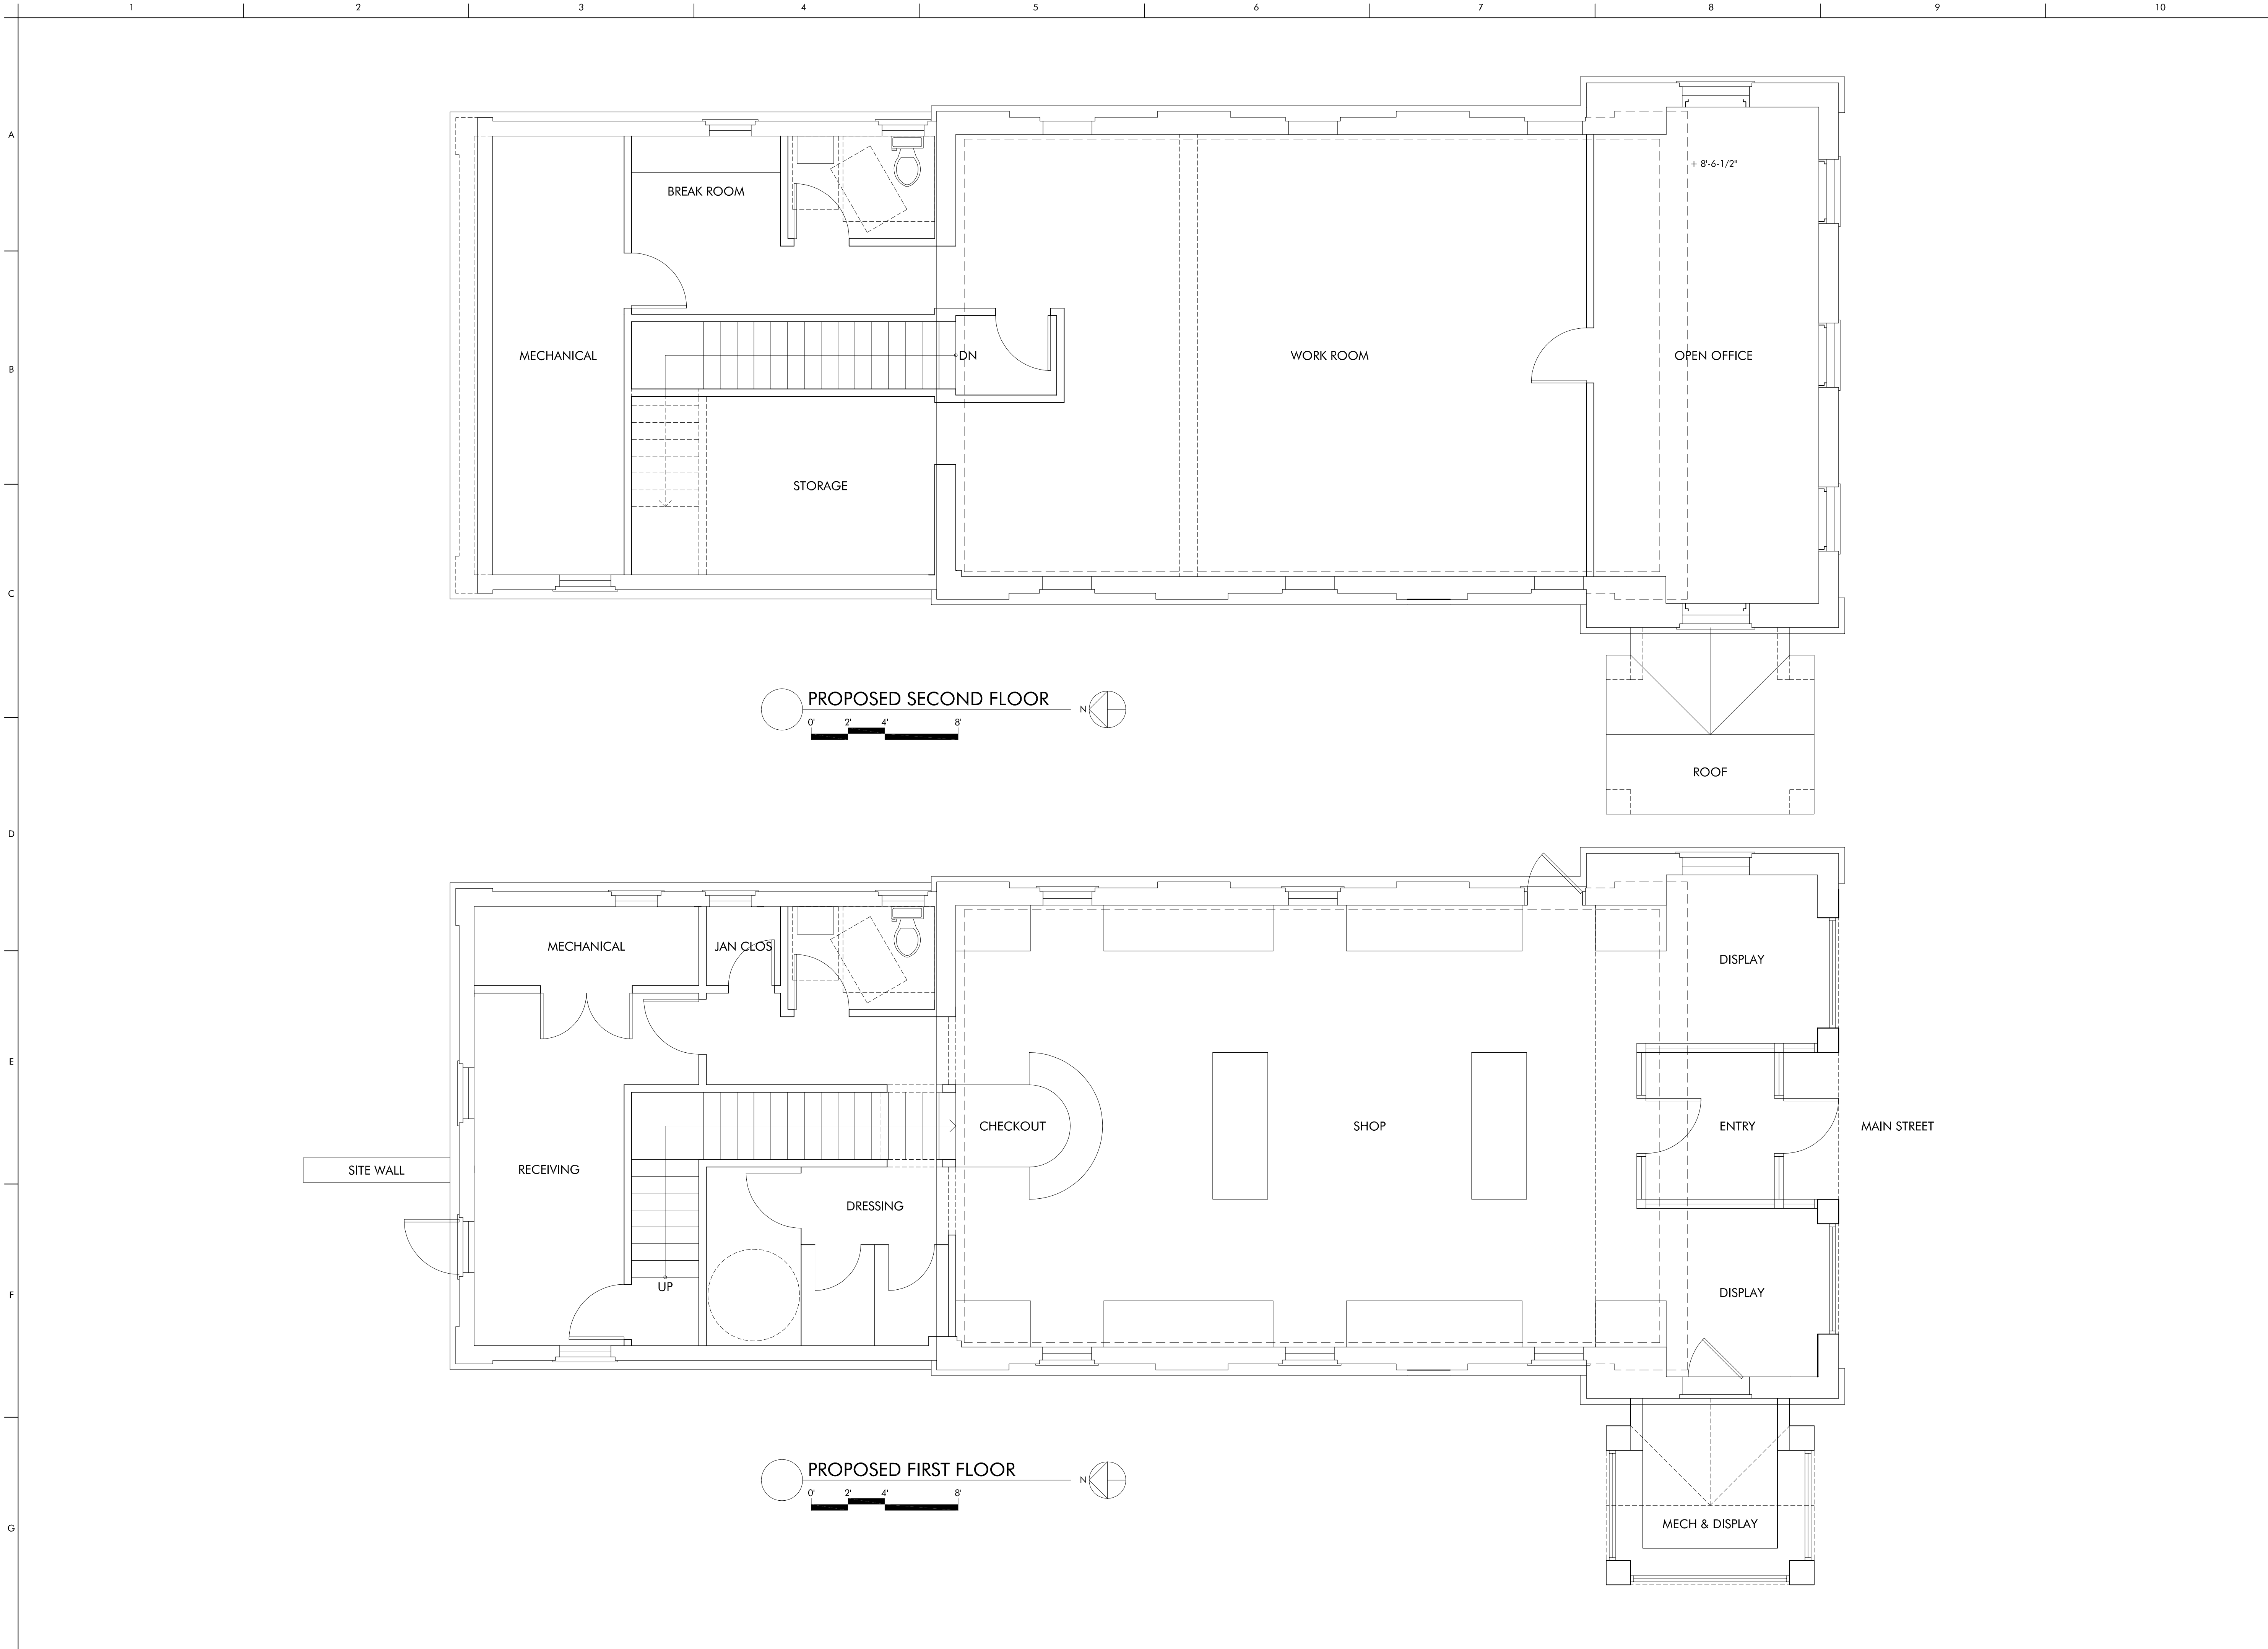 1 2 3 4 5 6 7 8 9 10
A
BREAK ROOM
+ 8'-6-1/2"
MECHANICAL
DN
WORK ROOM
OPEN OFFICE
B
STORAGE
C
PROPOSED SECOND FLOOR
N
0' 2' 4' 8'
ROOF
D
MECHANICAL
JAN CLOS
DISPLAY
E
CHECKOUT
SHOP
ENTRY
MAIN STREET
SITE WALL
RECEIVING
DRESSING
UP
DISPLAY
F
PROPOSED FIRST FLOOR
N
0' 2' 4' 8'
MECH & DISPLAY
G